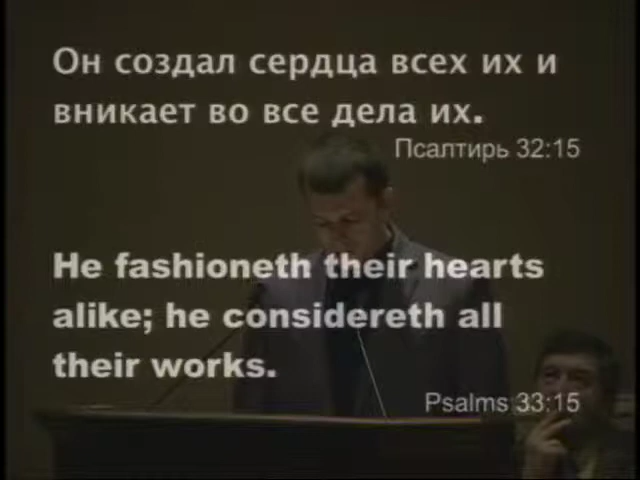 Он создал сердца всех их и
вникает во все дела их.
Псалтирь 32:15
He fashioneth their hearts
alike; he considereth all
their works.
Psalms 33:15